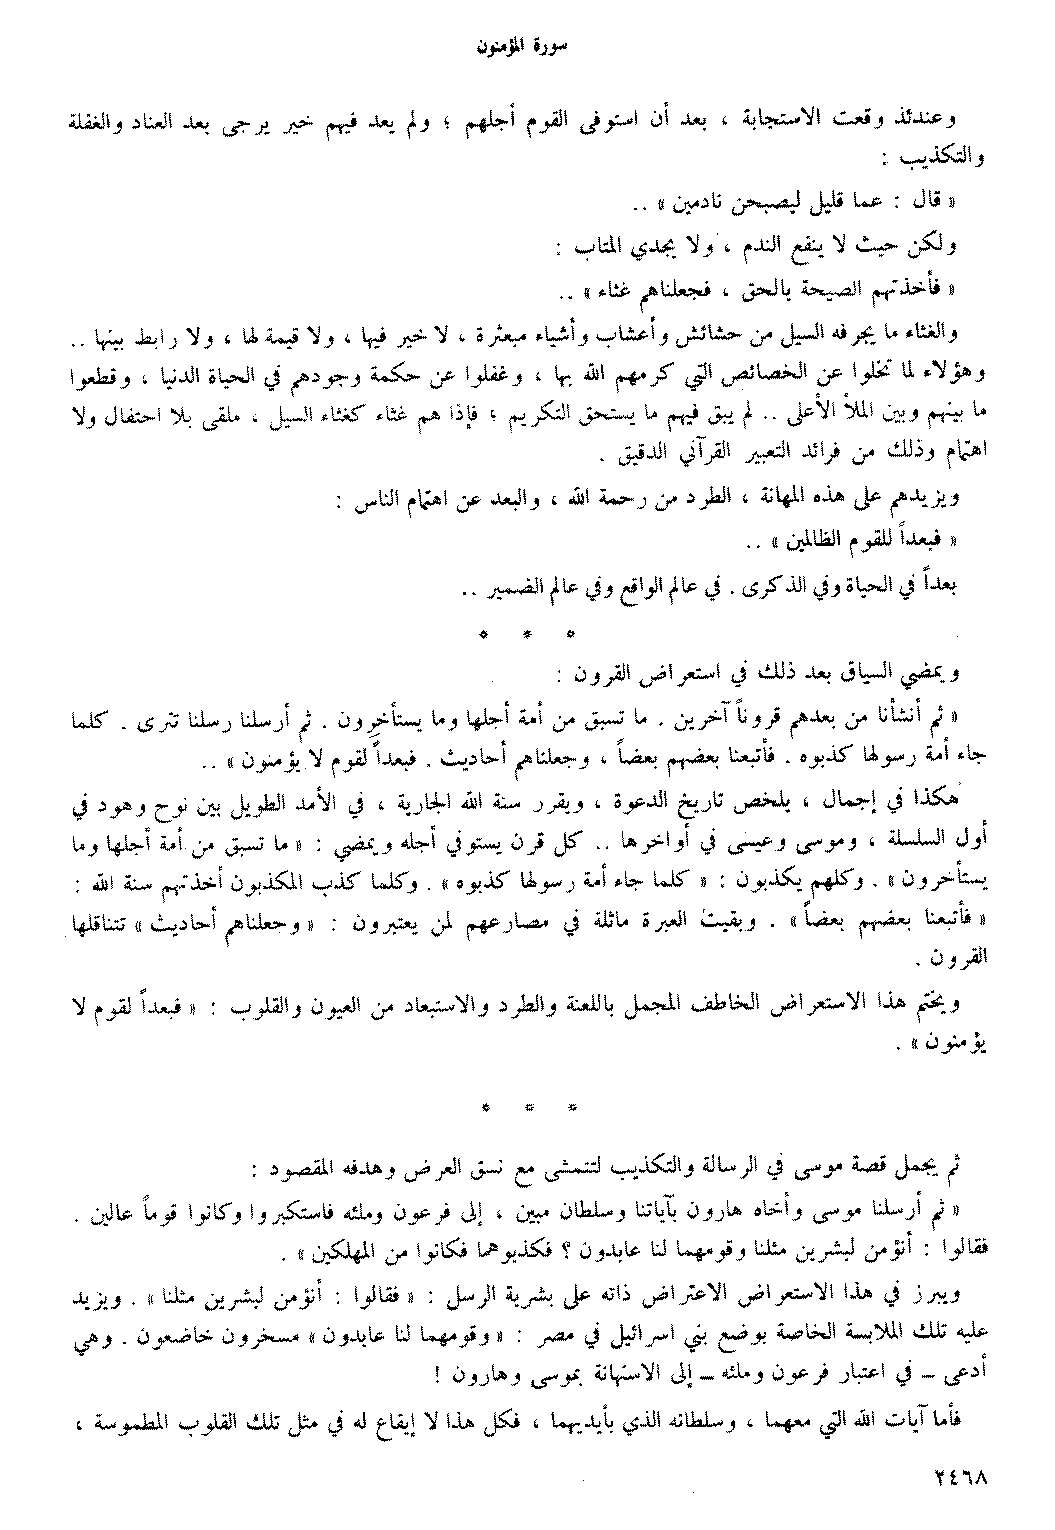 سورة المؤمنون
وعندئذ وقعت الاستجابة ، بعد أن استوفى القوم أجلهم ؛ ولم يعد فيهم خير يرجى بعد العناد والغفلة
والتكذيب :
« قال : عما قليل ليصبحن نادمين » ..
ولكن حيث لا ينفع الندم ، ولا يجدي المتاب :
« فأخذتهم الصيحة بالحق ، فجعلناهم غثاء » ..
والغثاء ما يجرفه السيل من حشائش وأعشاب وأشياء مبعثرة ، لا خير فيها ، ولا قيمة لها ، ولا رابط بينها ..
وهؤلاء لما تخلوا عن الخصائص التي كرمهم الله بها ، وغفلوا عن حكمة وجودهم في الحياة الدنيا ، وقطعوا
ما بينهم وبين الملأ الأعلى .. لم يبق فيهم ما يستحق التكريم ؛ فإذا هم غثاء كغثاء السيل ، ملقى بلا احتفال ولا
اهتمام وذلك من فرائد التعبير القرآني الدقيق .
ويزيدهم على هذه المهانة ، الطرد من رحمة الله ، والبعد عن اهتمام الناس :
« فبعداً للقوم الظالمين » ..
بعداً في الحياة وفي الذكرى . في عالم الواقع وفي عالم الضمير ..
* * *
ويمضي السياق بعد ذلك في استعراض القرون :
« ثم أنشأنا من بعدهم قروناً آخرين . ما تسبق من أمة أجلها وما يستأخرون . ثم أرسلنا رسلنا تترى . كلما
جاء أمة رسولها كذبوه . فأتبعنا بعضهم بعضاً ، وجعلناهم أحاديث . فبعداً لقوم لا يؤمنون » ..
هكذا في إجمال ، يلخص تاريخ الدعوة ، ويقرر سنة الله الجارية ، في الأمد الطويل بين نوح وهود في
أول السلسلة ، وموسى وعيسى في أواخرها .. كل قرن يستوفي أجله ويمضي : « ما تسبق من أمة أجلها وما
يستأخرون » . وكلهم يكذبون : « كلما جاء أمة رسولها كذبوه » . وكلما كذب المكذبون أخذتهم سنة الله :
« فأتبعنا بعضهم بعضاً » . وبقيت العبرة ماثلة في مصارعهم لمن يعتبرون : « وجعلناهم أحاديث » تتناقلها
القرون .
ويختم هذا الاستعراض الخاطف المجمل باللعنة والطرد والاستبعاد من العيون والقلوب : « فبعداً لقوم لا
يؤمنون » .
* * *
ثم يجمل قصة موسى في الرسالة والتكذيب لتتمشى مع نسق العرض وهدفه المقصود :
« ثم أرسلنا موسى وأخاه هارون بآياتنا وسلطان مبين ، إلى فرعون وملئه فاستكبروا وكانوا قوماً عالين .
فقالوا : أنؤمن لبشرين مثلنا وقومهما لنا عابدون ؟ فكذبوهما فكانوا من المهلكين » .
ويبرز في هذا الاستعراض الاعتراض ذاته على بشرية الرسل : « فقالوا : أنؤمن لبشرين مثلنا » . ويزيد
عليه تلك الملابسة الخاصة بوضع بني اسرائيل في مصر : « وقومهما لنا عابدون » مسخرون خاضعون . وهي
أدعى – في اعتبار فرعون وملئه – إلى الاستهانة بموسى وهارون !
فأما آيات الله التي معهما ، وسلطانه الذي بأيديهما ، فكل هذا لا إيقاع له في مثل تلك القلوب المطموسة ،
٢٤٦٨